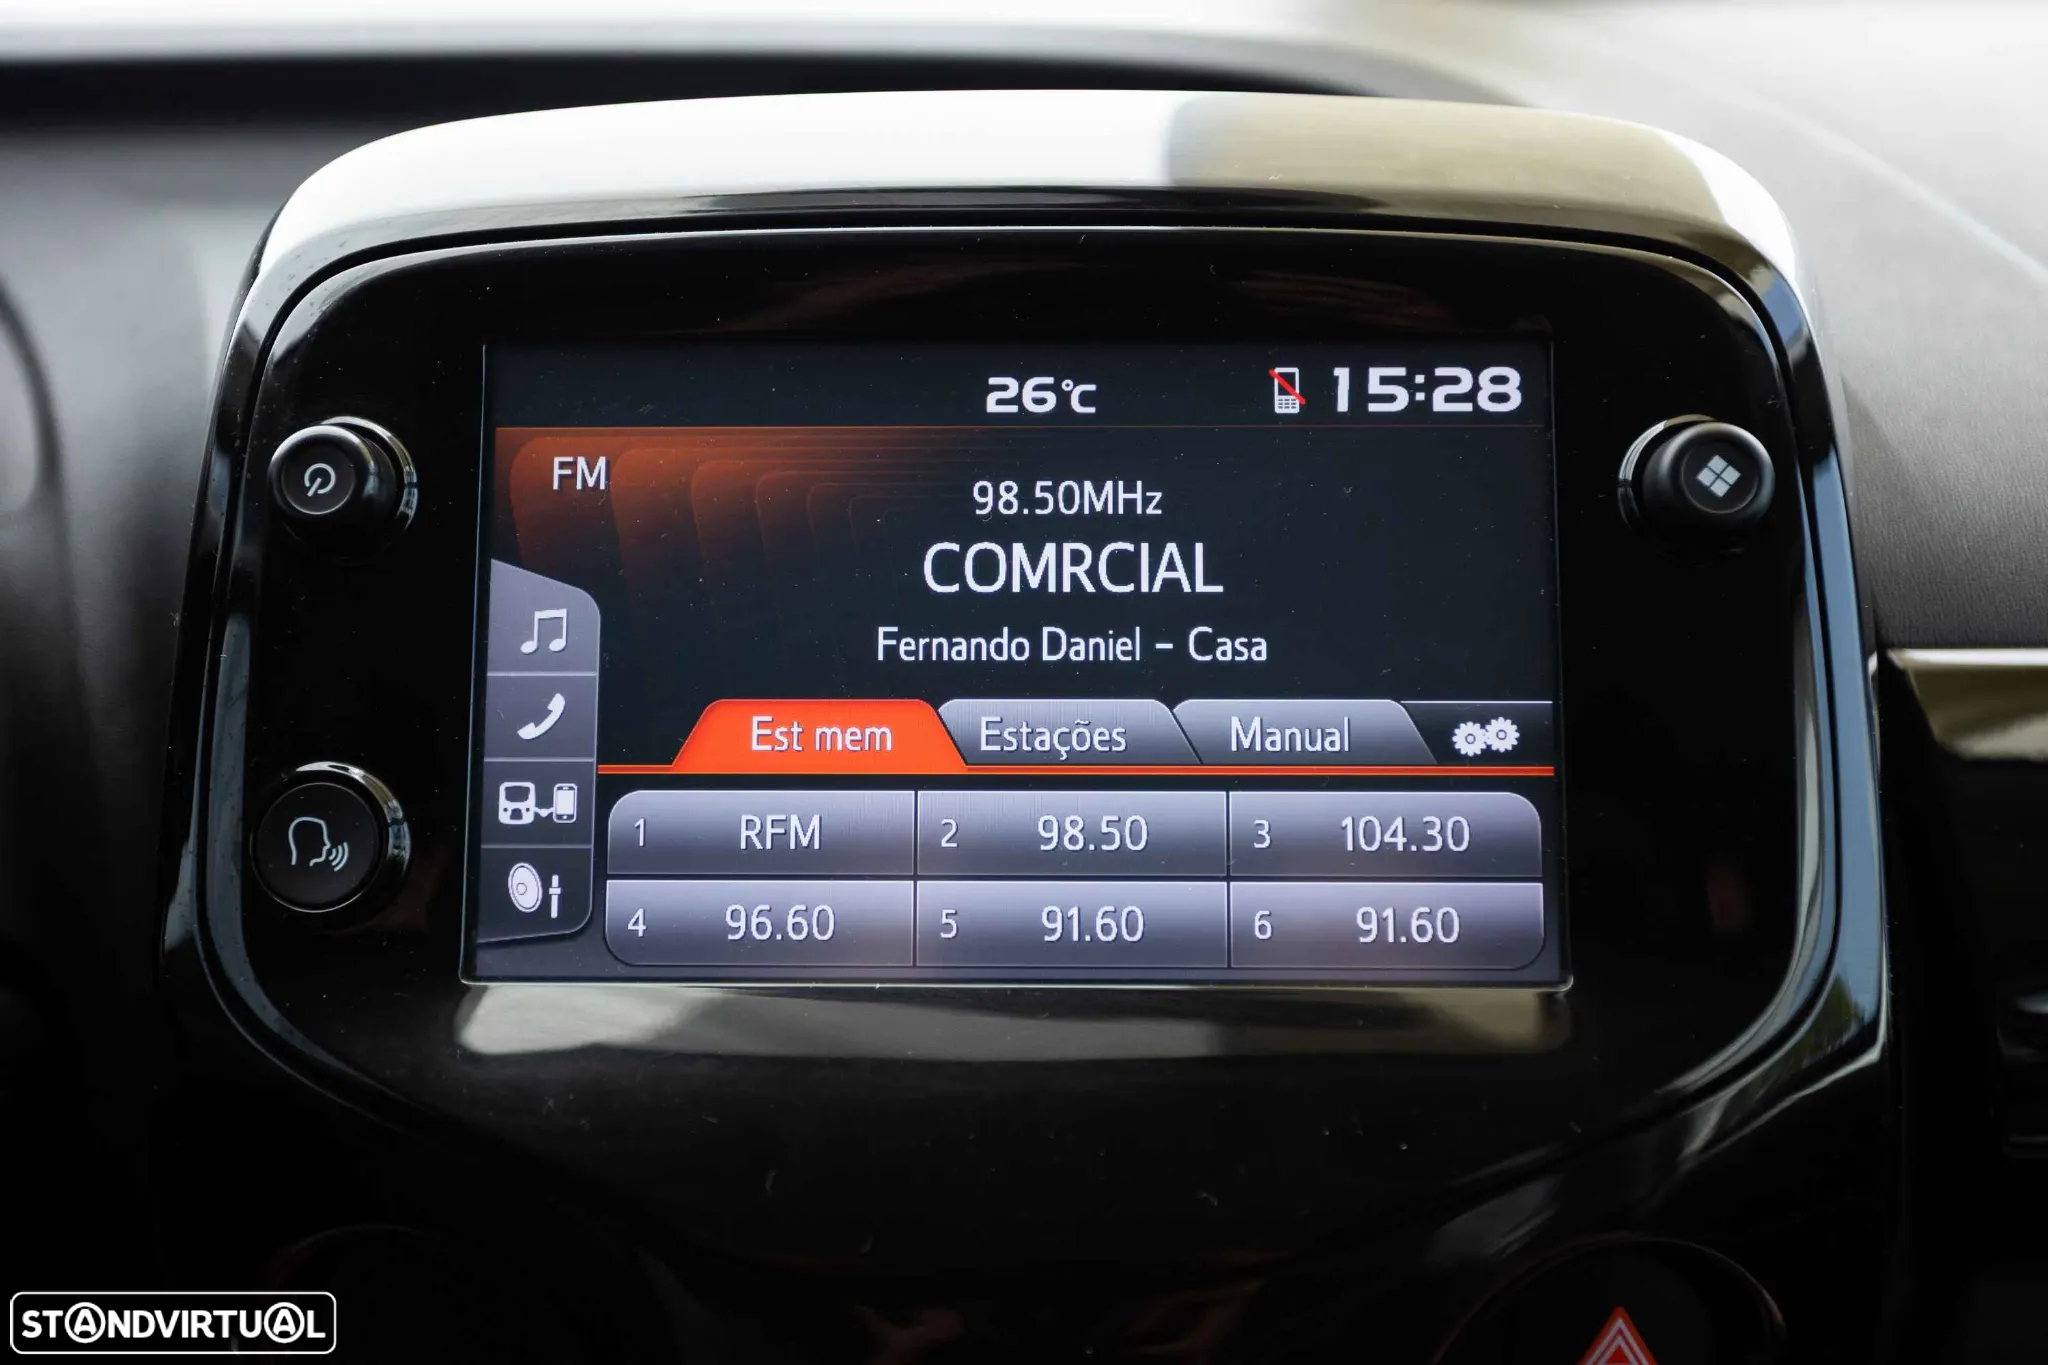 26°C 15:28
FM
98.50MHz
COMRCIAL
Fernando Daniel - Casa
Est mem Estações Manual
1 RFM 2 98.50 3 104.30
4 96.60 5 91.60 6 91.60
STANDVIRTUAL